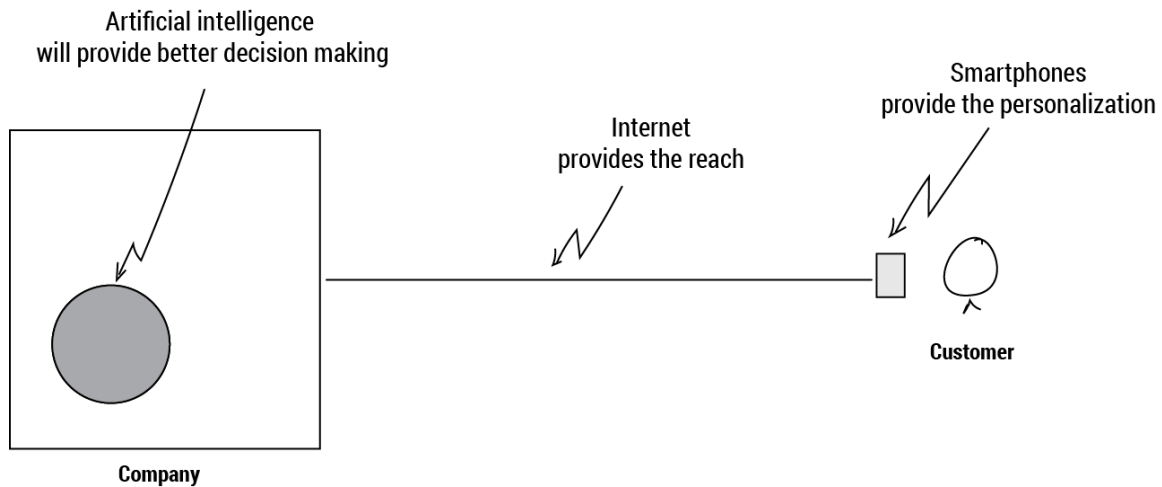 Artificial intelligence
will provide better decision making
Smartphones
provide the personalization
Internet
provides the reach
Customer
Company